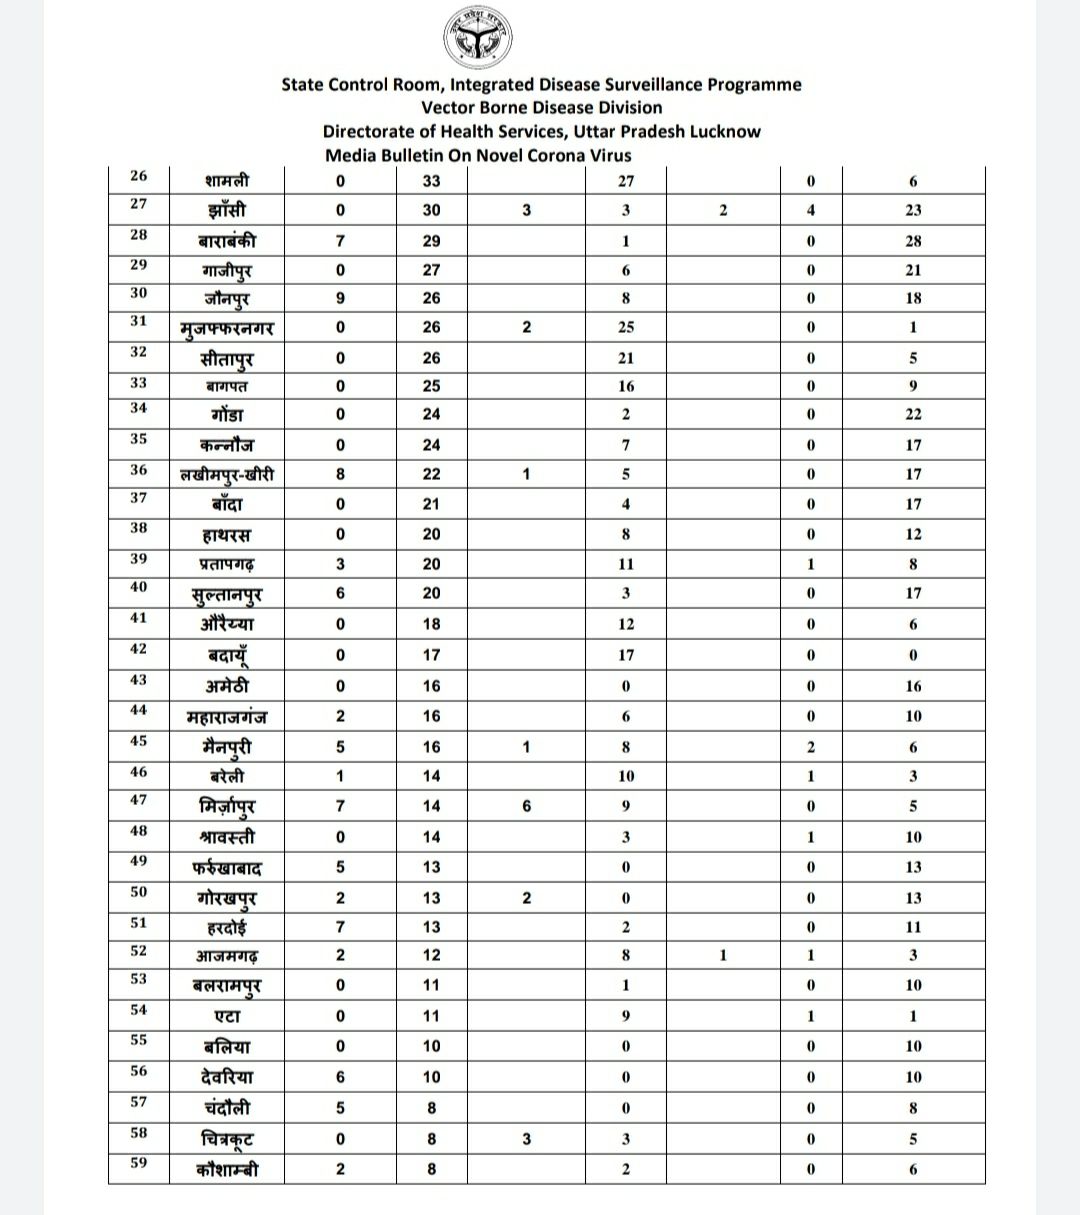 उत्तर प्रदेश सरकार
State Control Room, Integrated Disease Surveillance Programme
Vector Borne Disease Division
Directorate of Health Services, Uttar Pradesh Lucknow
Media Bulletin On Novel Corona Virus
26 शामली 0 33 27 0 6
27 झाँसी 0 30 3 3 2 4 23
28 बाराबंकी 7 29 1 0 28
29 गाजीपुर 0 27 6 0 21
30 जौनपुर 9 26 8 0 18
31 मुजफ्फरनगर 0 26 2 25 0 1
32 सीतापुर 0 26 21 0 5
33 बागपत 0 25 16 0 9
34 गोंडा 0 24 2 0 22
35 कन्नौज 0 24 7 0 17
36 लखीमपुर-खीरी 8 22 1 5 0 17
37 बाँदा 0 21 4 0 17
38 हाथरस 0 20 8 0 12
39 प्रतापगढ़ 3 20 11 1 8
40 सुल्तानपुर 6 20 3 0 17
41 औरैय्या 0 18 12 0 6
42 बदायूँ 0 17 17 0 0
43 अमेठी 0 16 0 0 16
44 महाराजगंज 2 16 6 0 10
45 मैनपुरी 5 16 1 8 2 6
46 बरेली 1 14 10 1 3
47 मिर्ज़ापुर 7 14 6 9 0 5
48 श्रावस्ती 0 14 3 1 10
49 फर्रुखाबाद 5 13 0 0 13
50 गोरखपुर 2 13 2 0 0 13
51 हरदोई 7 13 2 0 11
52 आजमगढ़ 2 12 8 1 1 3
53 बलरामपुर 0 11 1 0 10
54 एटा 0 11 9 1 1
55 बलिया 0 10 0 0 10
56 देवरिया 6 10 0 0 10
57 चंदौली 5 8 0 0 8
58 चित्रकूट 0 8 3 3 0 5
59 कौशाम्बी 2 8 2 0 6